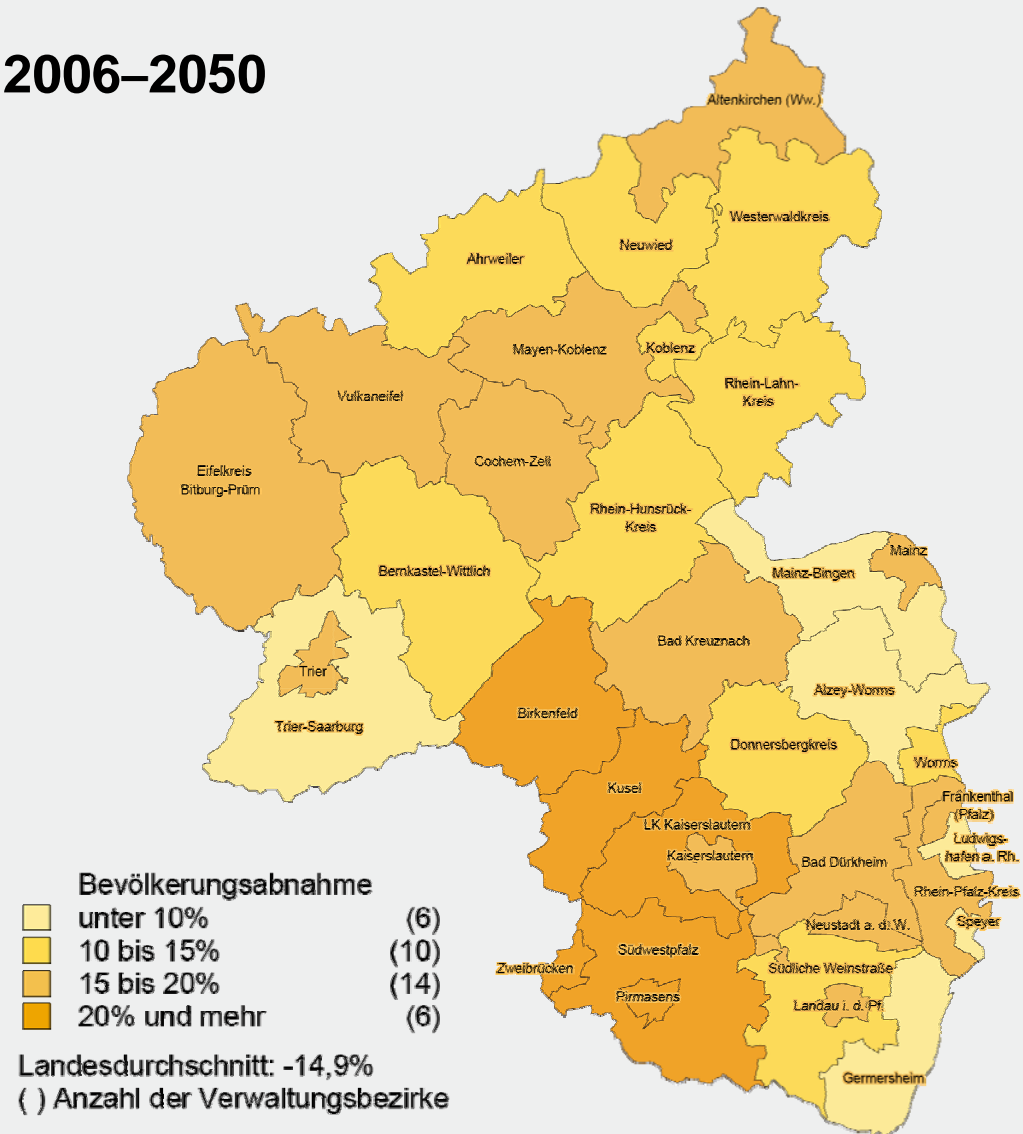 2006–2050
Altenkirchen (Ww.)
Westerwaldkreis
Neuwied
Ahrweiler
Mayen-Koblenz
Koblenz
Rhein-Lahn-
Kreis
Vulkaneifel
Cochem-Zell
Eifelkreis
Bitburg-Prüm
Rhein-Hunsrück-
Kreis
Bernkastel-Wittlich
Mainz
Mainz-Bingen
Bad Kreuznach
Trier
Alzey-Worms
Birkenfeld
Trier-Saarburg
Donnersbergkreis
Worms
Kusel
Frankenthal
(Pfalz)
LK Kaiserslautern
Ludwigs-
hafen a. Rh.
Kaiserslautern
Bad Dürkheim
Rhein-Pfalz-Kreis
Neustadt a. d. W.
Speyer
Südwestpfalz
Zweibrücken
Südliche Weinstraße
Pirmasens
Landau i. d. Pf.
Germersheim
Bevölkerungsabnahme
unter 10% (6)
10 bis 15% (10)
15 bis 20% (14)
20% und mehr (6)
Landesdurchschnitt: -14,9%
( ) Anzahl der Verwaltungsbezirke